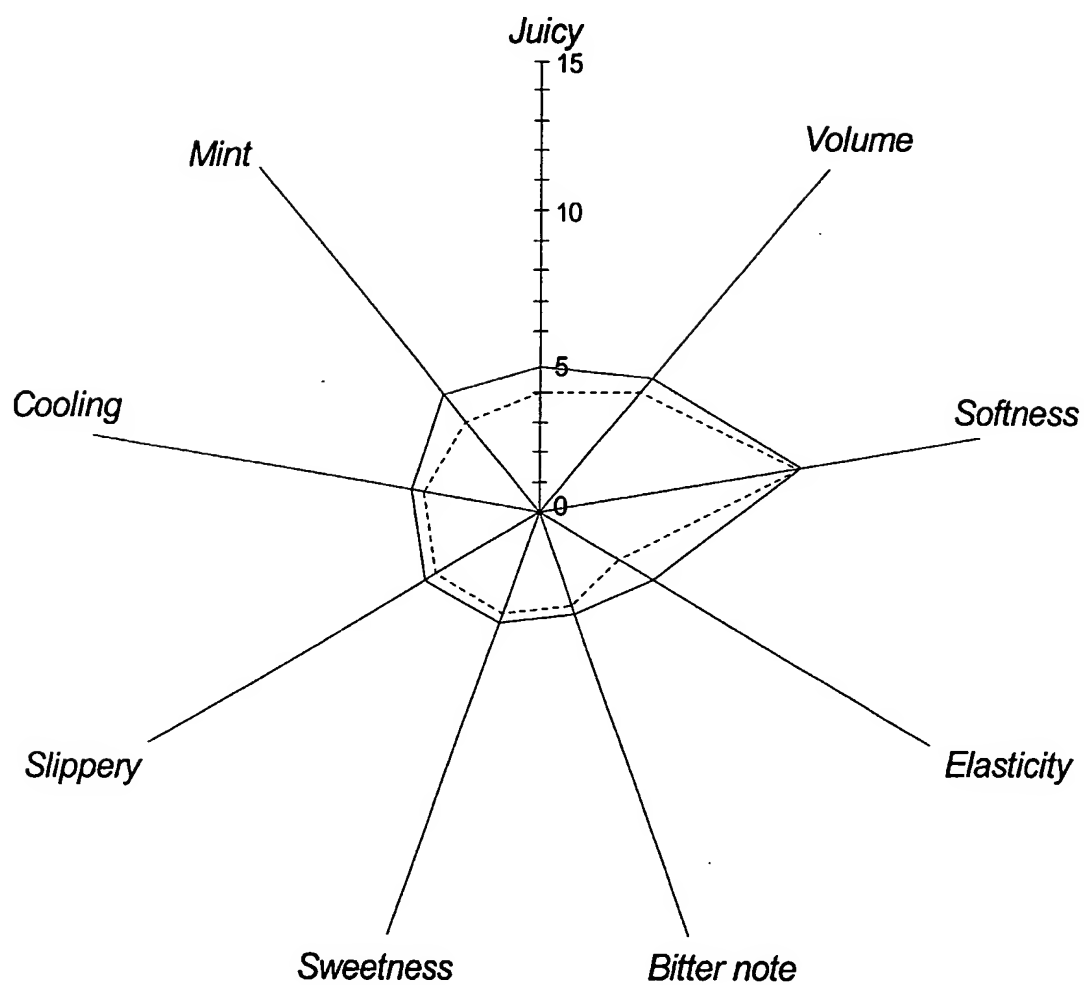 Juicy
15
Volume
Mint
10
5
Cooling
Softness
0
Slippery
Elasticity
Sweetness
Bitter note